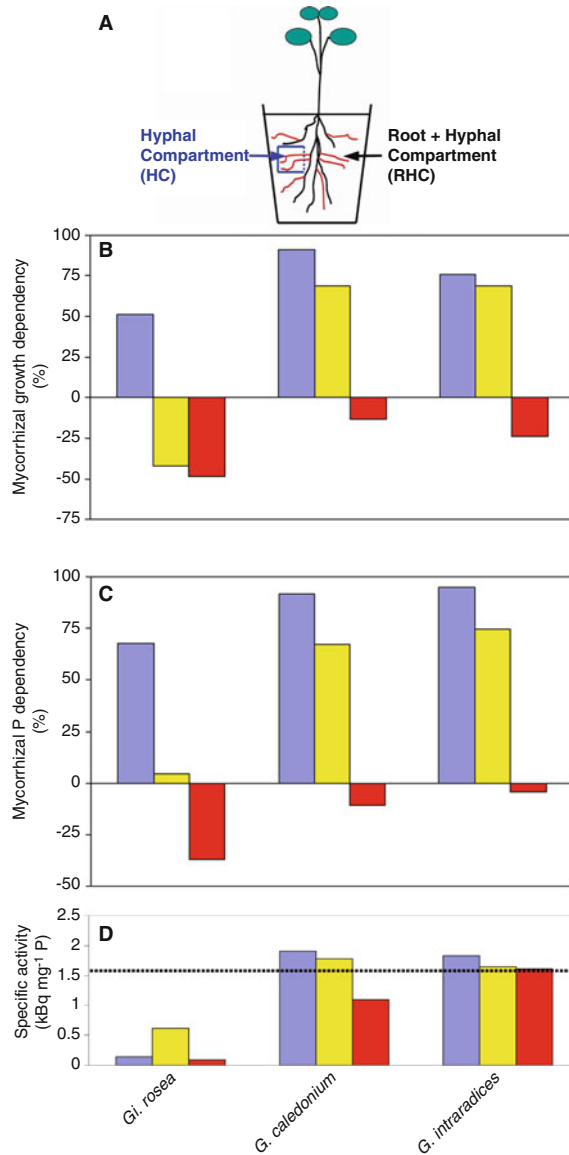 A
Hyphal
Compartment
(HC)
Root + Hyphal
Compartment
(RHC)
B
Mycorrhizal growth dependency
(%)
100
75
50
25
0
-25
-50
-75
C
Mycorrhizal P dependency
(%)
100
75
50
25
0
-25
-50
D
Specific activity
(kBq mg⁻¹ P)
2.5
2
1.5
1
0.5
0
Gi. rosea
G. caledonium
G. intraradices